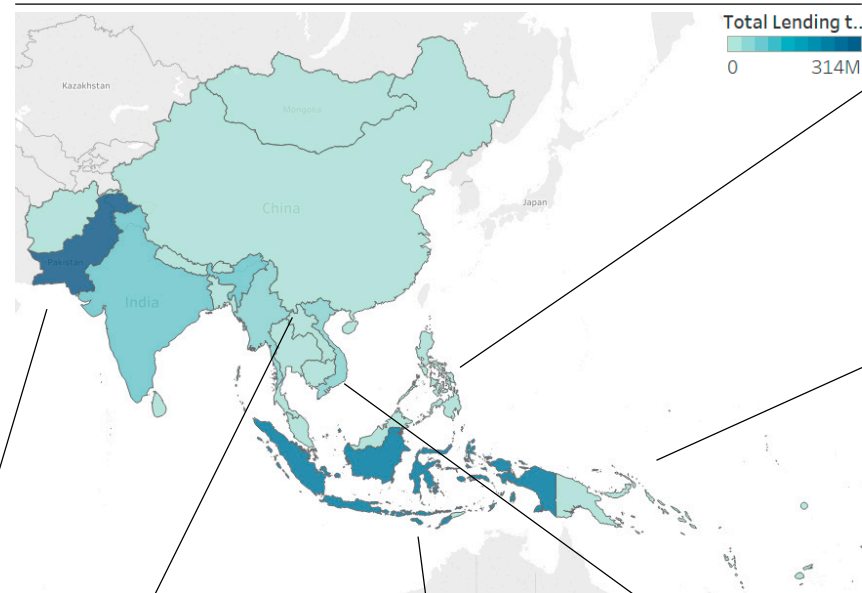 Total Lending t..
0 314M
Kazakhstan
Mongolia
China
Japan
Pakistan
India